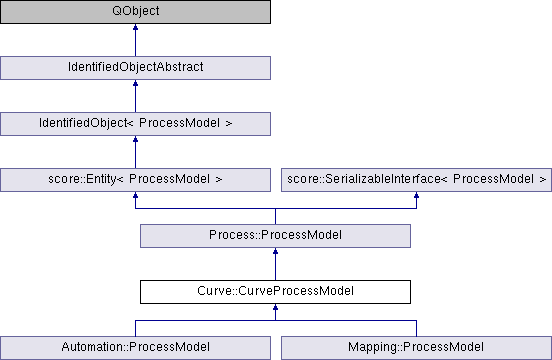 QObject
IdentifiedObjectAbstract
IdentifiedObject< ProcessModel >
score::Entity< ProcessModel >
score::SerializableInterface< ProcessModel >
Process::ProcessModel
Curve::CurveProcessModel
Automation::ProcessModel
Mapping::ProcessModel